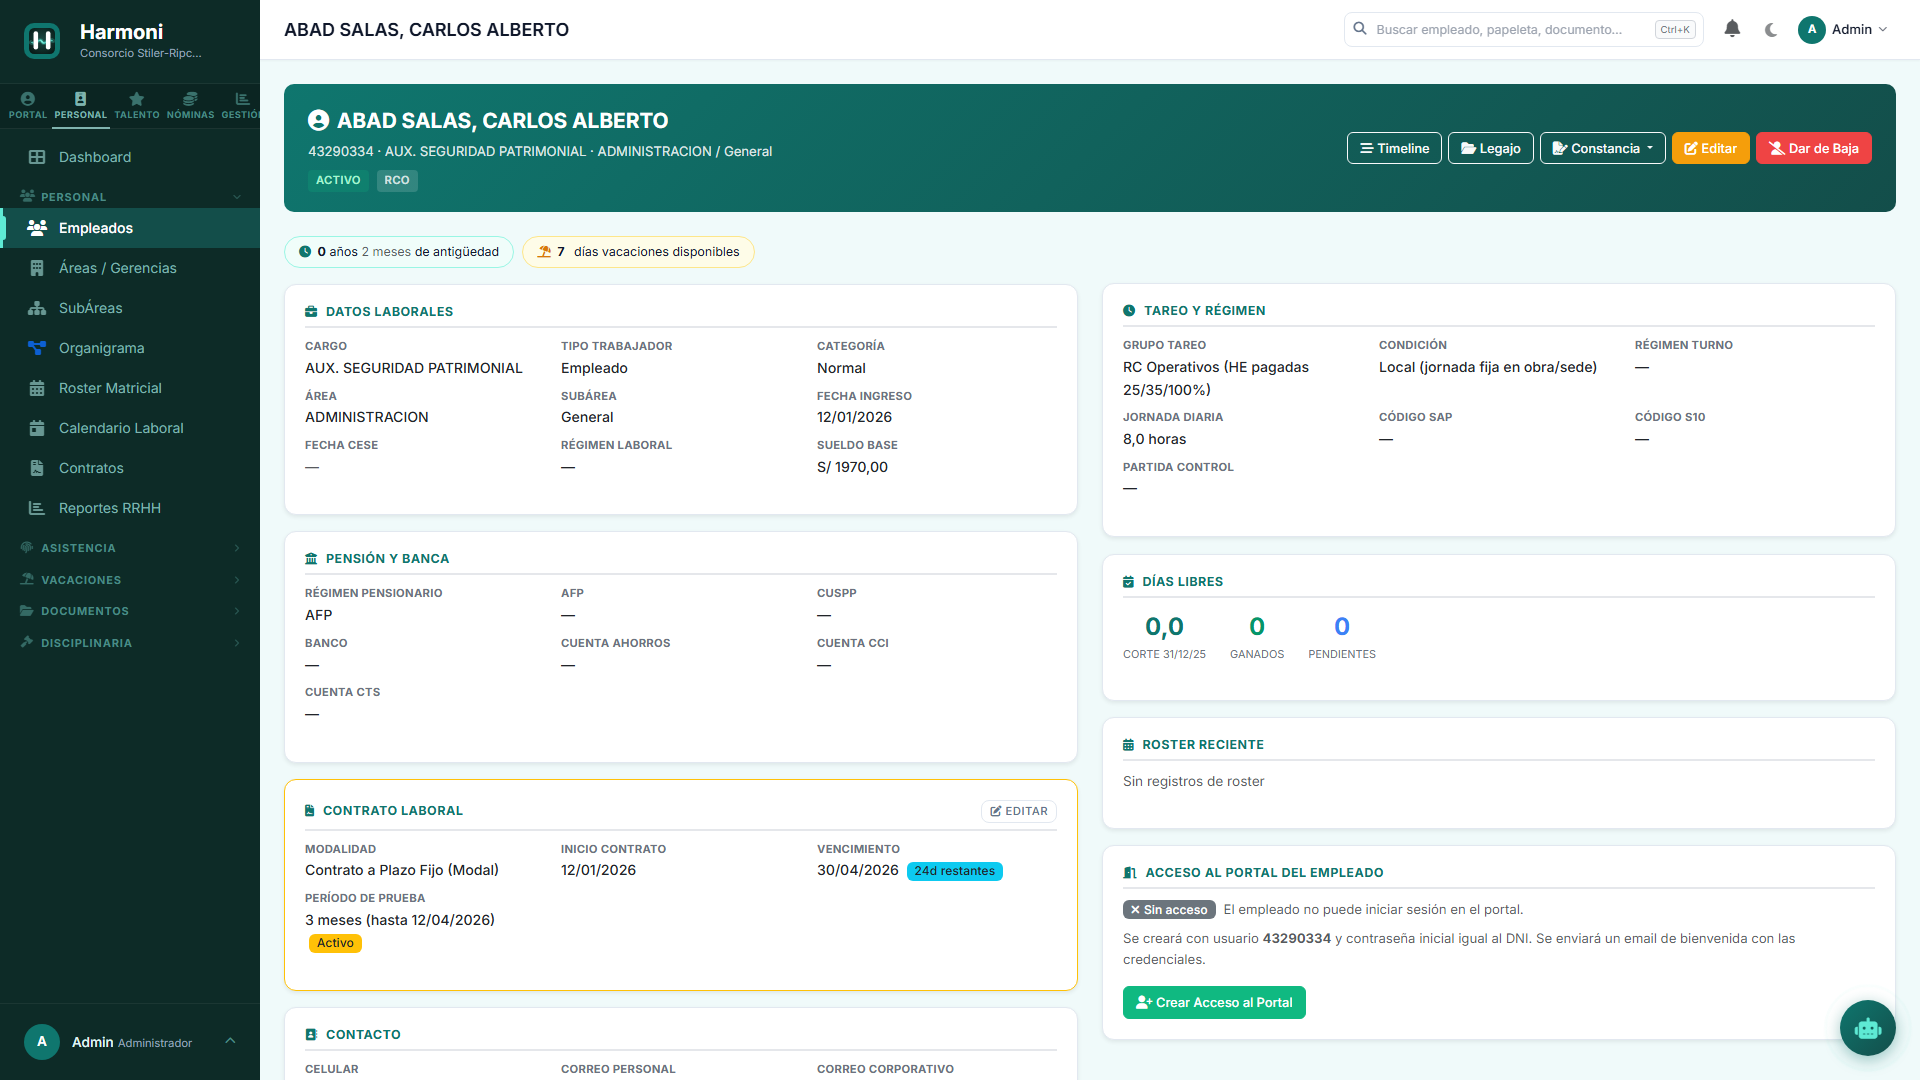 Harmoni
Consorcio Stiler-Ripc...
PORTAL
PERSONAL
TALENTO
NÓMINAS
GESTIÓ
Dashboard
PERSONAL
Empleados
Áreas / Gerencias
SubÁreas
Organigrama
Roster Matricial
Calendario Laboral
Contratos
Reportes RRHH
ASISTENCIA
VACACIONES
DOCUMENTOS
DISCIPLINARIA
A
Admin Administrador
ABAD SALAS, CARLOS ALBERTO
Buscar empleado, papeleta, documento...
Ctrl+K
A
Admin
ABAD SALAS, CARLOS ALBERTO
43290334 · AUX. SEGURIDAD PATRIMONIAL · ADMINISTRACION / General
ACTIVO
RCO
Timeline
Legajo
Constancia
Editar
Dar de Baja
0 años 2 meses de antigüedad
7 días vacaciones disponibles
DATOS LABORALES
CARGO
AUX. SEGURIDAD PATRIMONIAL
TIPO TRABAJADOR
Empleado
CATEGORÍA
Normal
ÁREA
ADMINISTRACION
SUBÁREA
General
FECHA INGRESO
12/01/2026
FECHA CESE
—
RÉGIMEN LABORAL
—
SUELDO BASE
S/ 1970,00
PENSIÓN Y BANCA
RÉGIMEN PENSIONARIO
AFP
AFP
—
CUSPP
—
BANCO
—
CUENTA AHORROS
—
CUENTA CCI
—
CUENTA CTS
—
CONTRATO LABORAL
EDITAR
MODALIDAD
Contrato a Plazo Fijo (Modal)
INICIO CONTRATO
12/01/2026
VENCIMIENTO
30/04/2026 24d restantes
PERÍODO DE PRUEBA
3 meses (hasta 12/04/2026)
Activo
CONTACTO
CELULAR
CORREO PERSONAL
CORREO CORPORATIVO
TAREO Y RÉGIMEN
GRUPO TAREO
RC Operativos (HE pagadas
25/35/100%)
CONDICIÓN
Local (jornada fija en obra/sede)
RÉGIMEN TURNO
—
JORNADA DIARIA
8,0 horas
CÓDIGO SAP
—
CÓDIGO S10
—
PARTIDA CONTROL
—
DÍAS LIBRES
0,0
CORTE 31/12/25
0
GANADOS
0
PENDIENTES
ROSTER RECIENTE
Sin registros de roster
ACCESO AL PORTAL DEL EMPLEADO
Sin acceso El empleado no puede iniciar sesión en el portal.
Se creará con usuario 43290334 y contraseña inicial igual al DNI. Se enviará un email de bienvenida con las
credenciales.
Crear Acceso al Portal